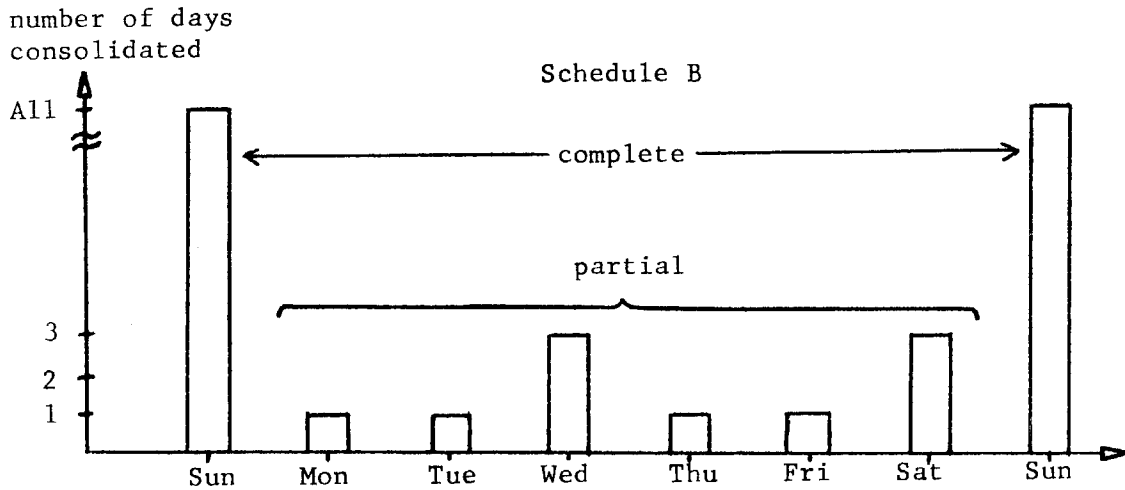 number of days
consolidated
Schedule B
All
complete
partial
3
2
1
Sun Mon Tue Wed Thu Fri Sat Sun